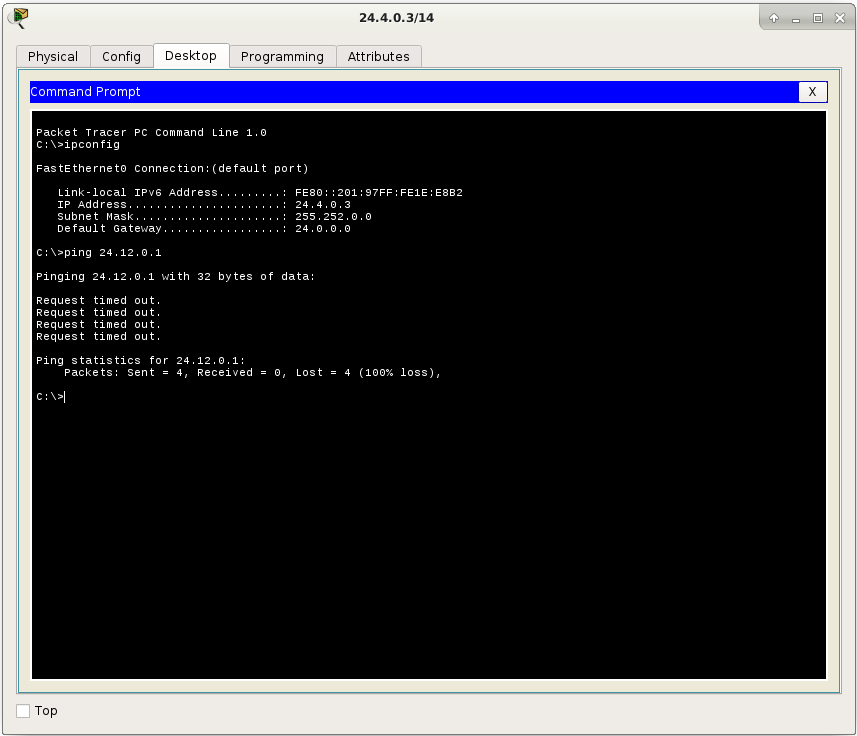 24.4.0.3/14
Physical Config Desktop Programming Attributes
Command Prompt X
Packet Tracer PC Command Line 1.0
C:\>ipconfig
FastEthernet0 Connection:(default port)
Link-local IPv6 Address.........: FE80::201:97FF:FE1E:E8B2
IP Address......................: 24.4.0.3
Subnet Mask.....................: 255.252.0.0
Default Gateway.................: 24.0.0.0
C:\>ping 24.12.0.1
Pinging 24.12.0.1 with 32 bytes of data:
Request timed out.
Request timed out.
Request timed out.
Request timed out.
Ping statistics for 24.12.0.1:
Packets: Sent = 4, Received = 0, Lost = 4 (100% loss),
C:\>
Top